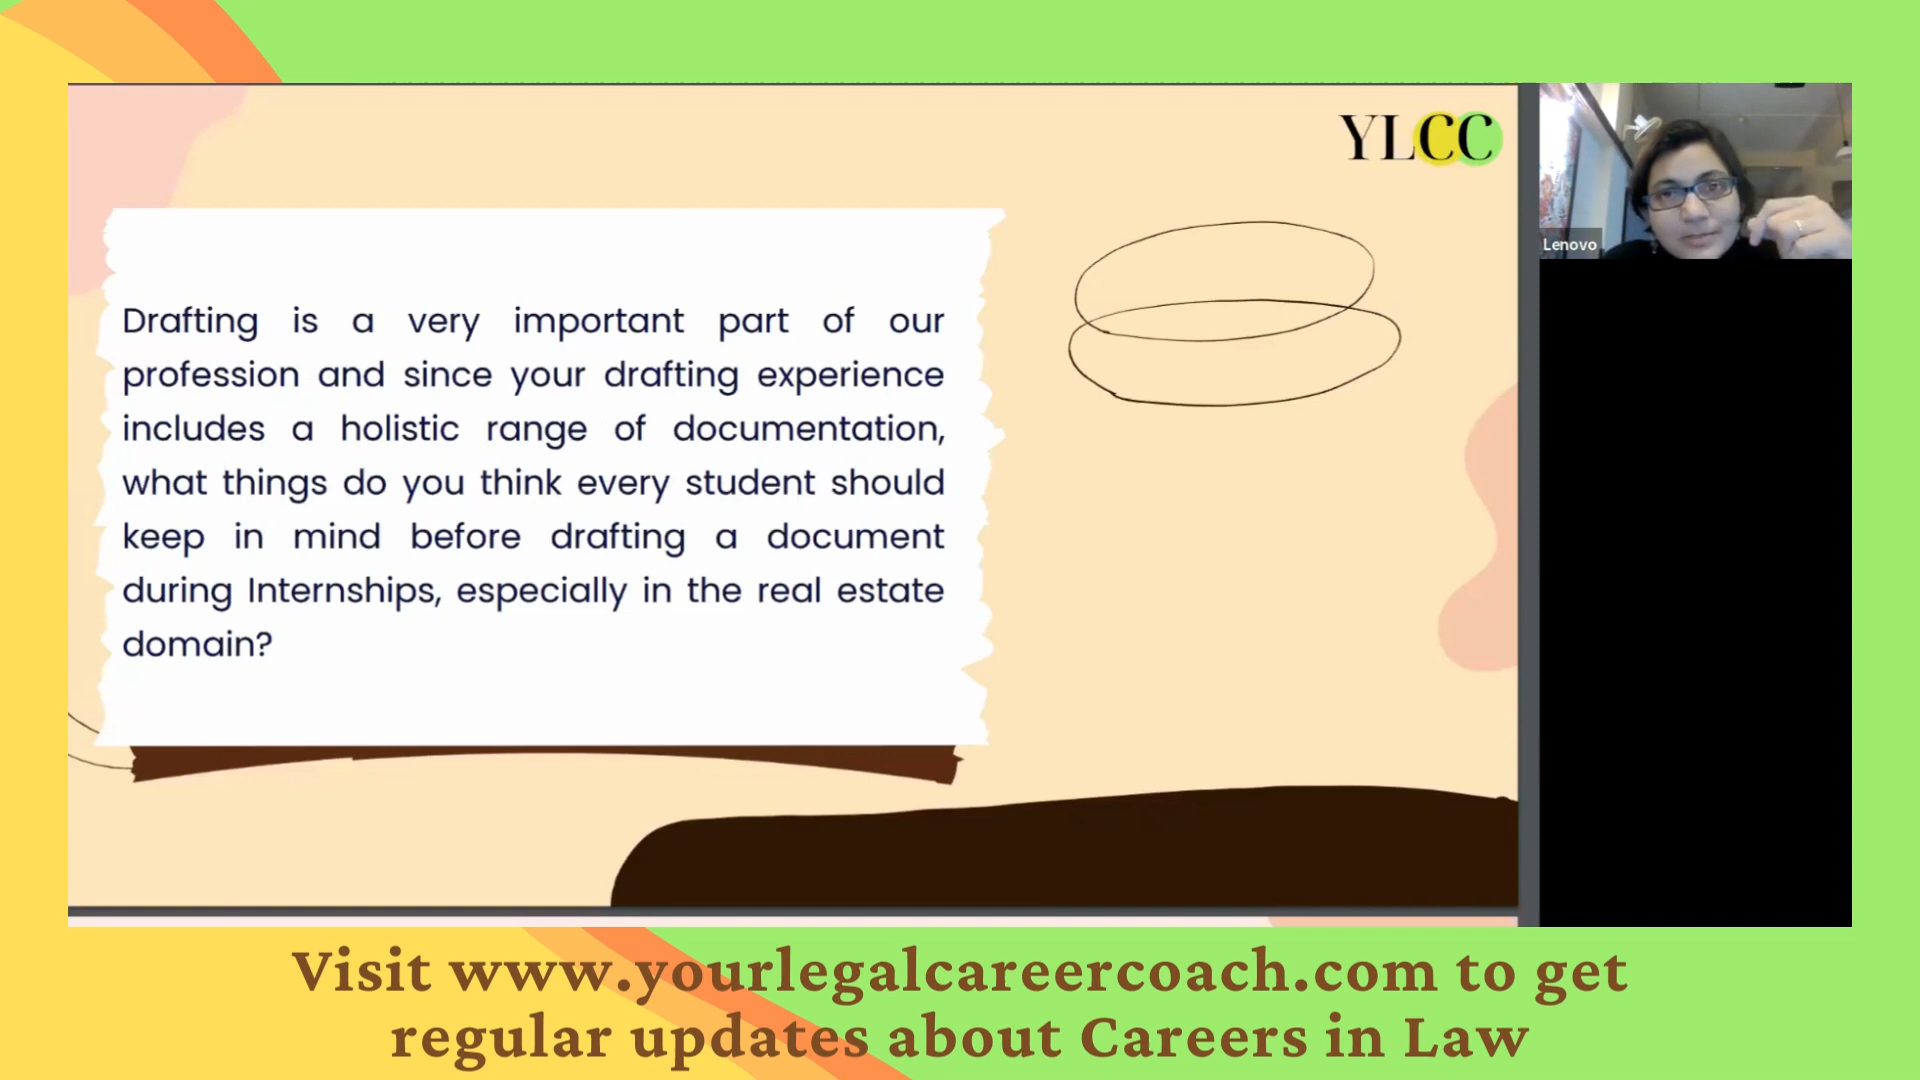 YLCC
Lenovo
Drafting is a very important part of our
profession and since your drafting experience
includes a holistic range of documentation,
what things do you think every student should
keep in mind before drafting a document
during Internships, especially in the real estate
domain?
Visit www.yourlegalcareercoach.com to get
regular updates about Careers in Law